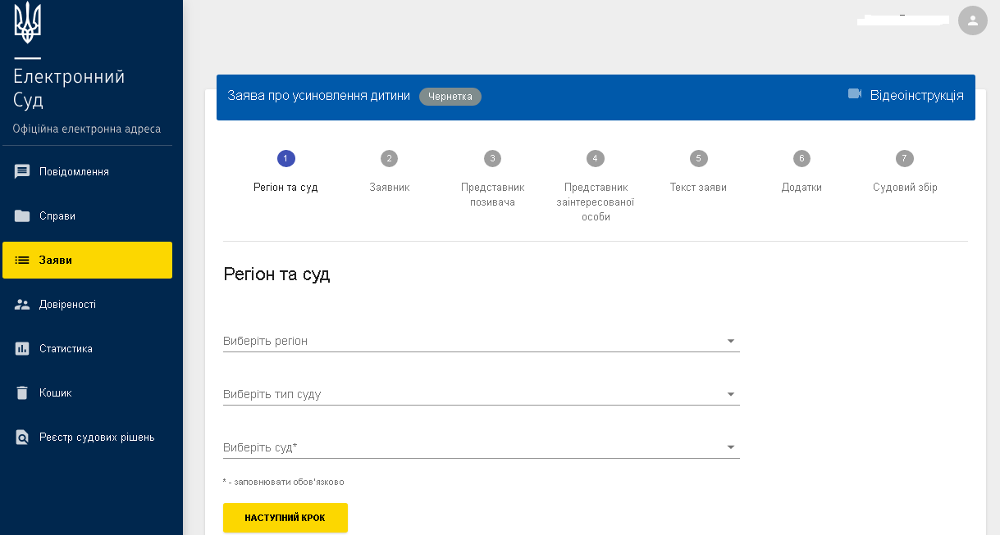 Електронний
Суд
Офіційна електронна адреса
Повідомлення
Справи
Заяви
Довіреності
Статистика
Кошик
Реєстр судових рішень
Заява про усиновлення дитини Чернетка Відеоінструкція
1 2 3 4 5 6 7
Регіон та суд Заявник Представник Представник Текст заяви Додатки Судовий збір
позивача заінтересованої
особи
Регіон та суд
Виберіть регіон
Виберіть тип суду
Виберіть суд*
* - заповнювати обов'язково
НАСТУПНИЙ КРОК